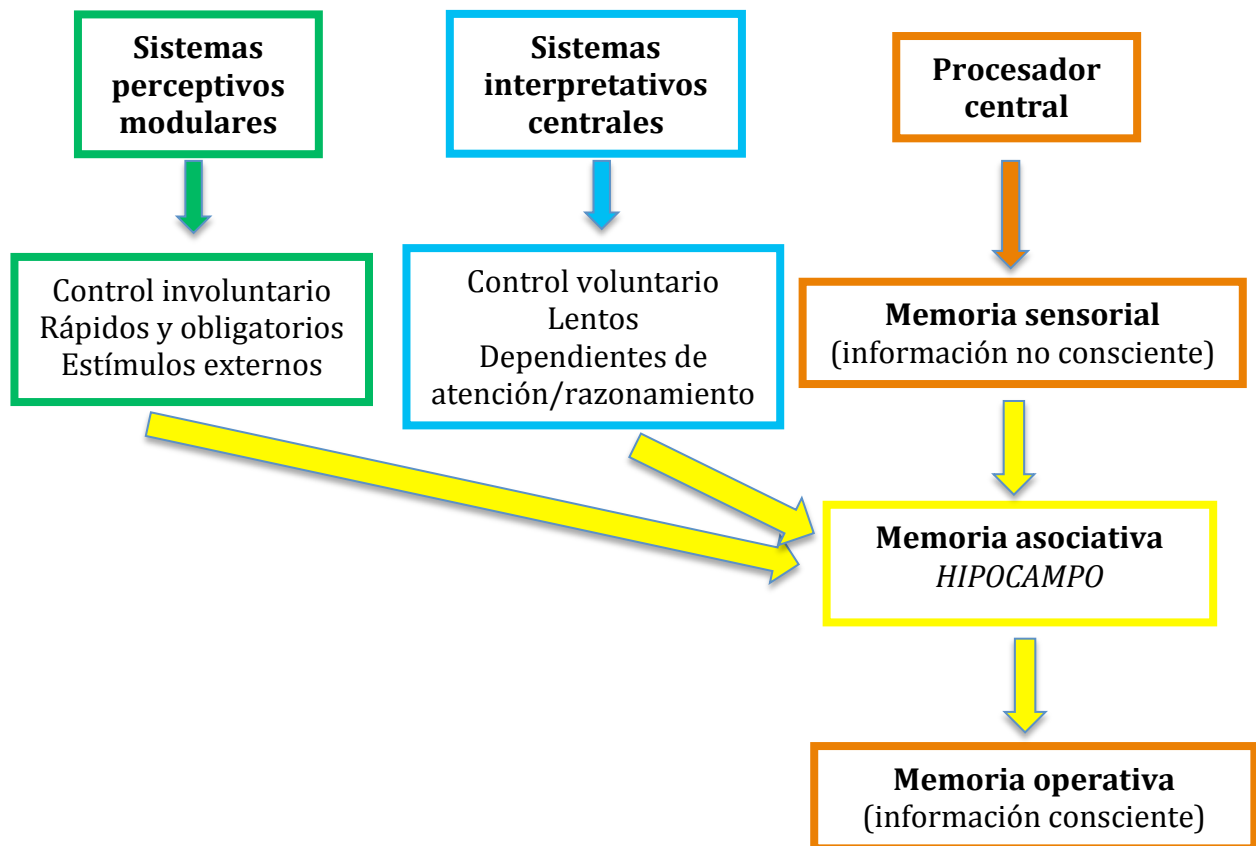 Sistemas
perceptivos
modulares
Sistemas
interpretativos
centrales
Procesador
central
Control involuntario
Rápidos y obligatorios
Estímulos externos
Control voluntario
Lentos
Dependientes de
atención/razonamiento
Memoria sensorial
(información no consciente)
Memoria asociativa
HIPOCAMPO
Memoria operativa
(información consciente)